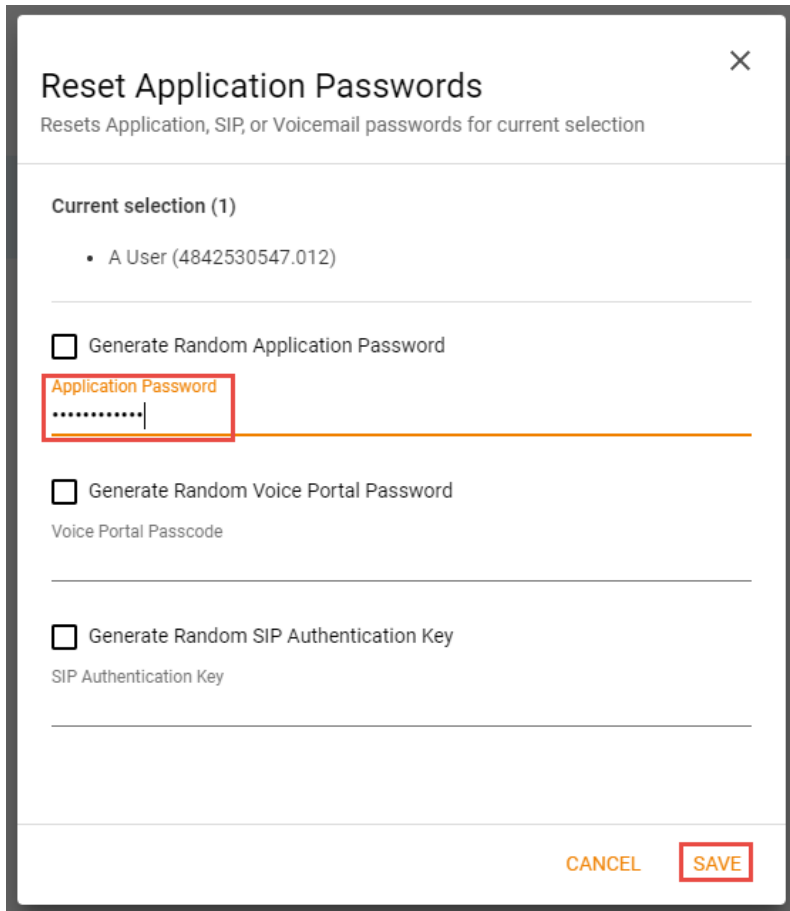 Reset Application Passwords
Resets Application, SIP, or Voicemail passwords for current selection
Current selection (1)
• A User (4842530547.012)
Generate Random Application Password
Application Password
••••••••••••
Generate Random Voice Portal Password
Voice Portal Passcode
Generate Random SIP Authentication Key
SIP Authentication Key
CANCEL SAVE